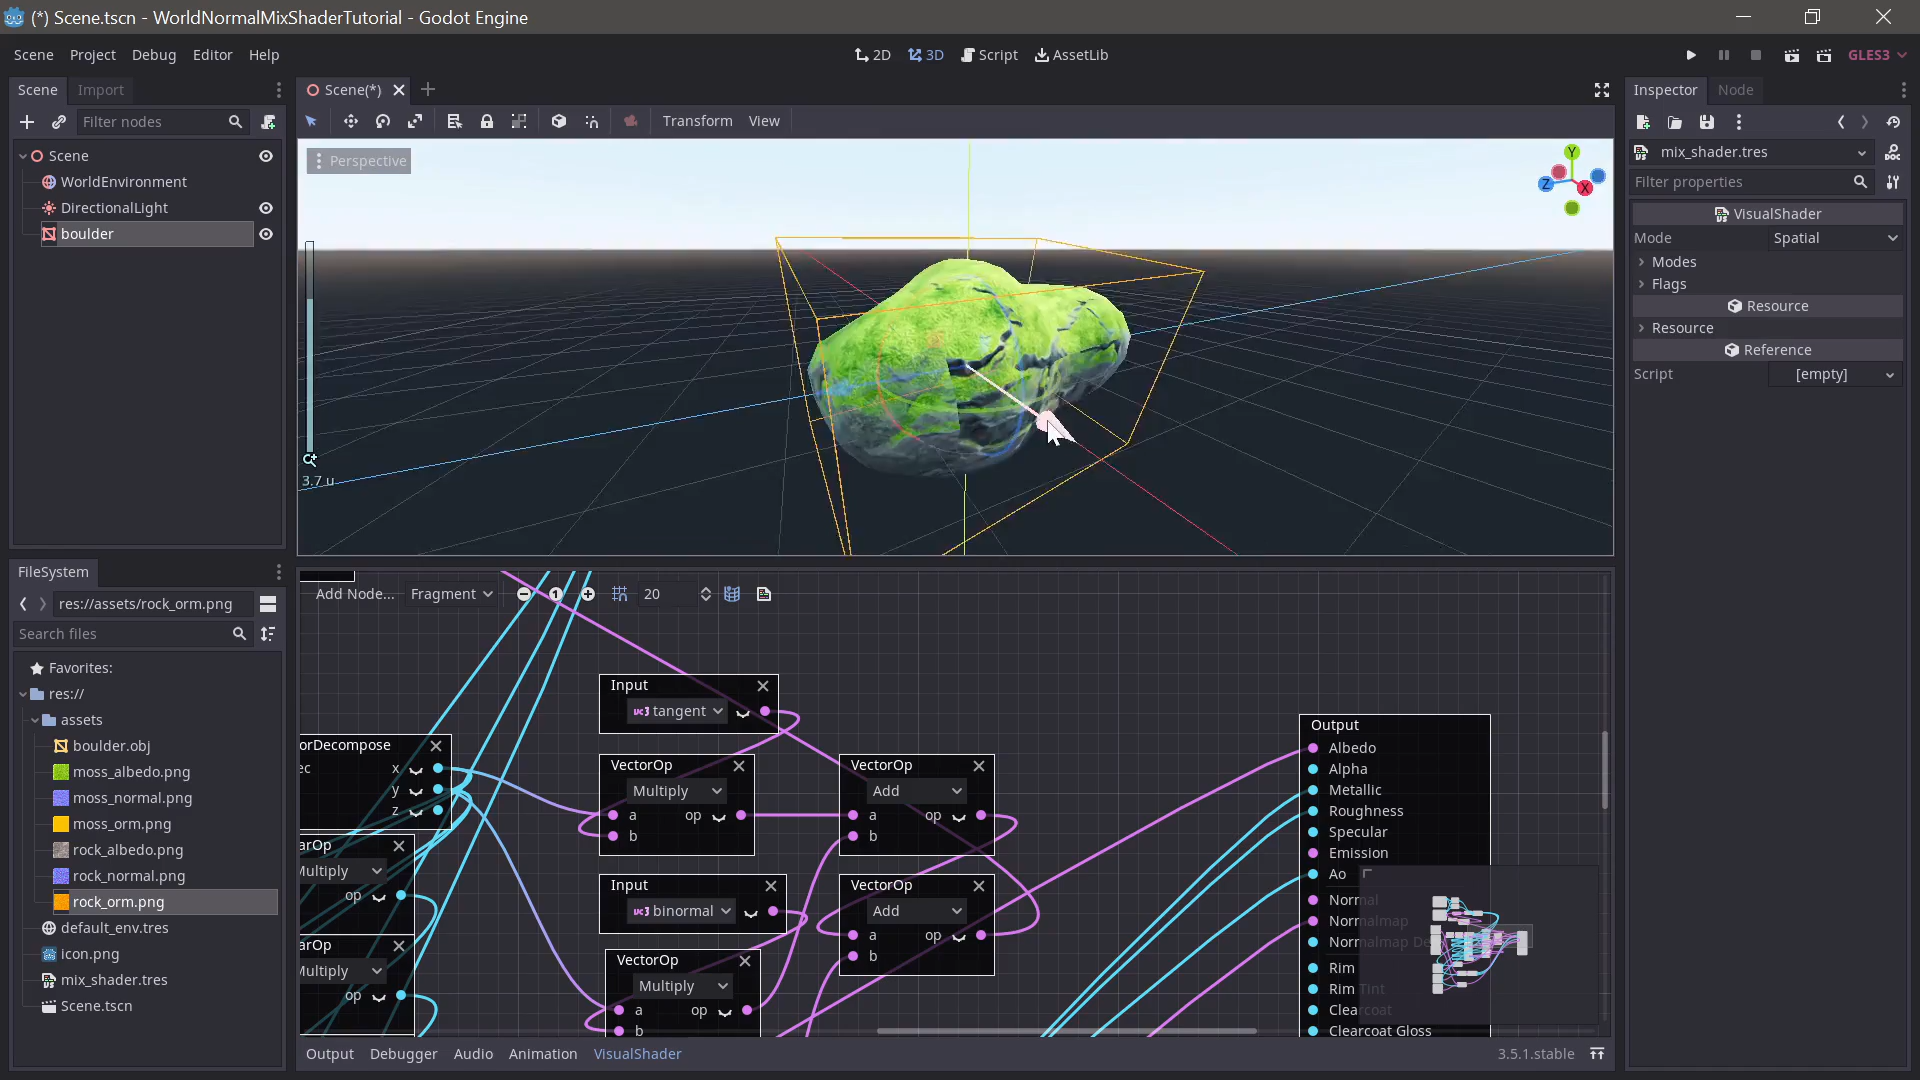 (*) Scene.tscn - WorldNormalMixShaderTutorial - Godot Engine
Scene Project Debug Editor Help
2D 3D Script AssetLib
GLES3
Scene Import
Filter nodes
Scene
WorldEnvironment
DirectionalLight
boulder
Scene(*)
Transform View
Perspective
Y
Z
X
3.7 u
Inspector Node
mix_shader.tres
Filter properties
VisualShader
Mode Spatial
Modes
Flags
Resource
Resource
Reference
Script [empty]
FileSystem
res://assets/rock_orm.png
Search files
Favorites:
res://
assets
boulder.obj
moss_albedo.png
moss_normal.png
moss_orm.png
rock_albedo.png
rock_normal.png
rock_orm.png
default_env.tres
icon.png
mix_shader.tres
Scene.tscn
Add Node... Fragment 20
orDecompose
ec x
y
z
arOp
Multiply
op
arOp
Multiply
op
Input
tangent
VectorOp
Multiply
a op
b
Input
binormal
VectorOp
Multiply
a op
b
VectorOp
Add
a op
b
VectorOp
Add
a op
b
Output
Albedo
Alpha
Metallic
Roughness
Specular
Emission
Ao
Normal
Normalmap
Normalmap De
Rim
Rim Tint
Clearcoat
Clearcoat Gloss
Output Debugger Audio Animation VisualShader
3.5.1.stable